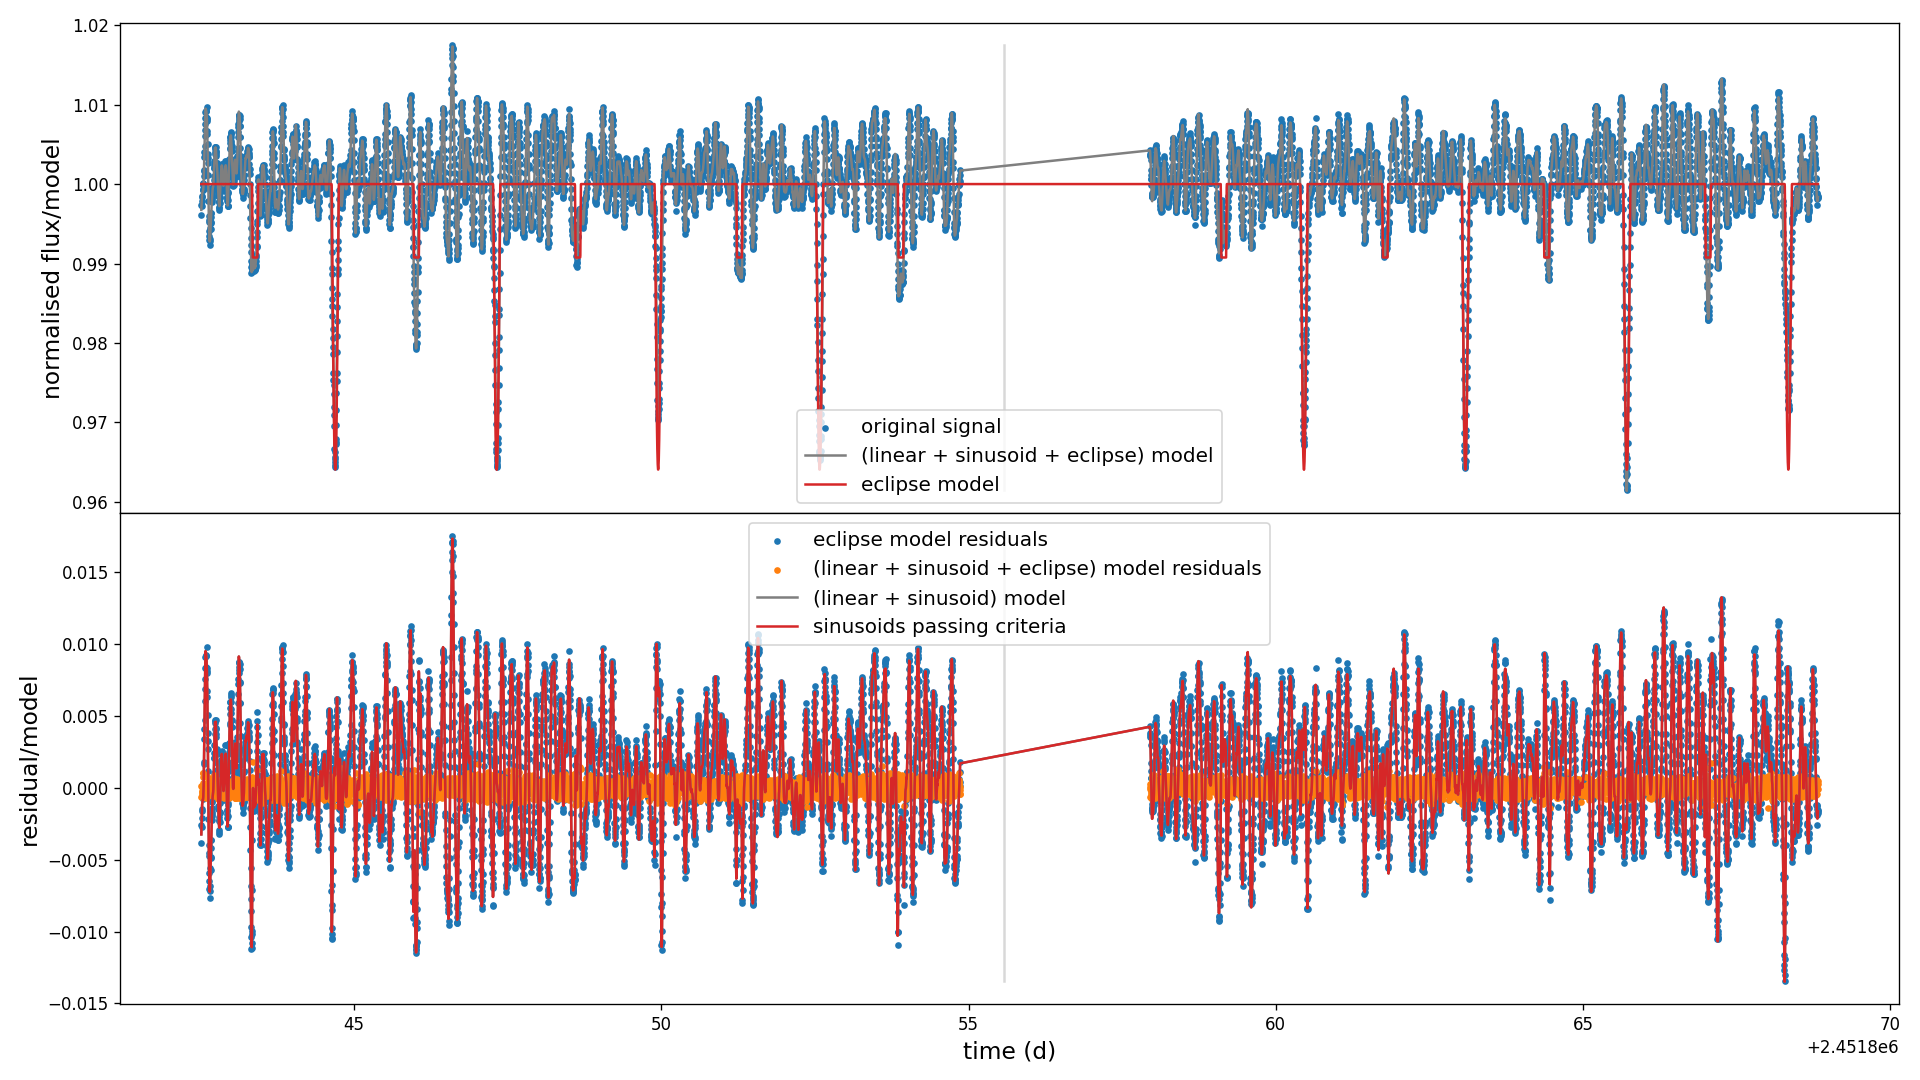 1.02
1.01
1.00
0.99
0.98
0.97
0.96
normalised flux/model
original signal
(linear + sinusoid + eclipse) model
eclipse model
0.015
0.010
0.005
0.000
−0.005
−0.010
−0.015
residual/model
eclipse model residuals
(linear + sinusoid + eclipse) model residuals
(linear + sinusoid) model
sinusoids passing criteria
45 50 55 60 65 70
time (d)
+2.4518e6